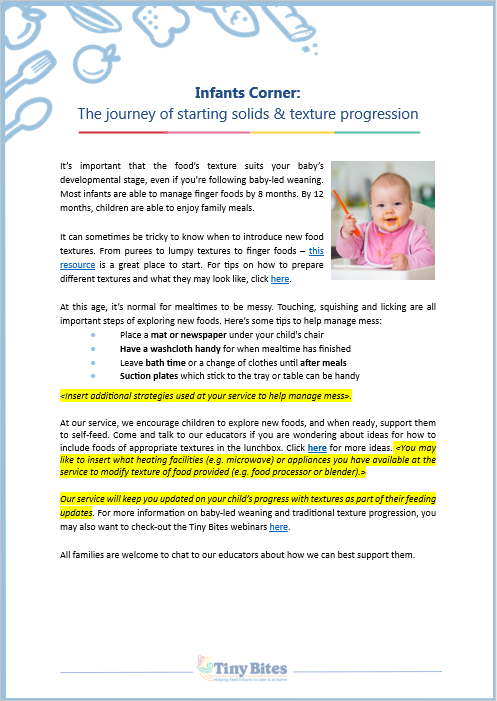 Infants Corner:
The journey of starting solids & texture progression
It's important that the food's texture suits your baby's
developmental stage, even if you're following baby-led weaning.
Most infants are able to manage finger foods by 8 months. By 12
months, children are able to enjoy family meals.
It can sometimes be tricky to know when to introduce new food
textures. From purees to lumpy textures to finger foods – this
resource is a great place to start. For tips on how to prepare
different textures and what they may look like, click here.
At this age, it's normal for mealtimes to be messy. Touching, squishing and licking are all
important steps of exploring new foods. Here's some tips to help manage mess:
Place a mat or newspaper under your child's chair
Have a washcloth handy for when mealtime has finished
Leave bath time or a change of clothes until after meals
Suction plates which stick to the tray or table can be handy
<insert additional strategies used at your service to help manage mess>.
At our service, we encourage children to explore new foods, and when ready, support them
to self-feed. Come and talk to our educators if you are wondering about ideas for how to
include foods of appropriate textures in the lunchbox. Click here for more ideas. <You may
like to insert what heating facilities (e.g. microwave) or appliances you have available at the
service to modify texture of food provided (e.g. food processor or blender).>
Our service will keep you updated on your child's progress with textures as part of their feeding
updates. For more information on baby-led weaning and traditional texture progression, you
may also want to check-out the Tiny Bites webinars here.
All families are welcome to chat to our educators about how we can best support them.
Tiny Bites
Helping feed littlies in care & at home